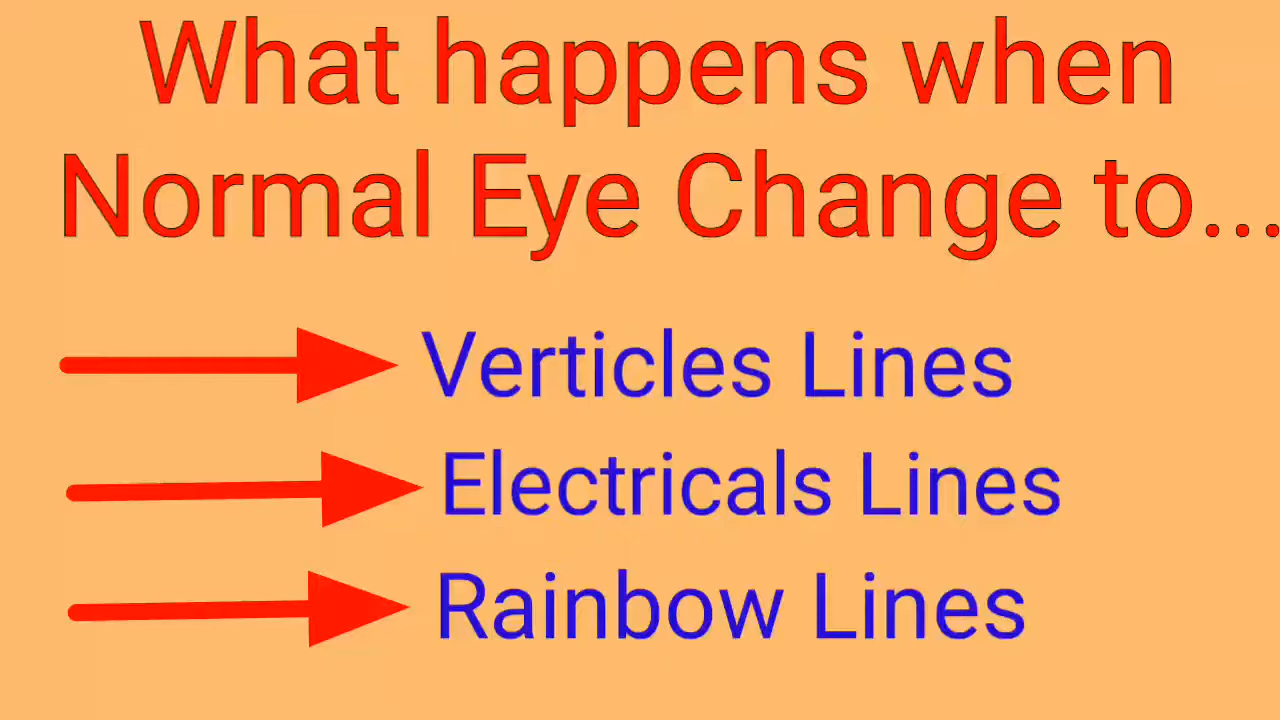 What happens when
Normal Eye Change to...
Verticles Lines
Electricals Lines
Rainbow Lines